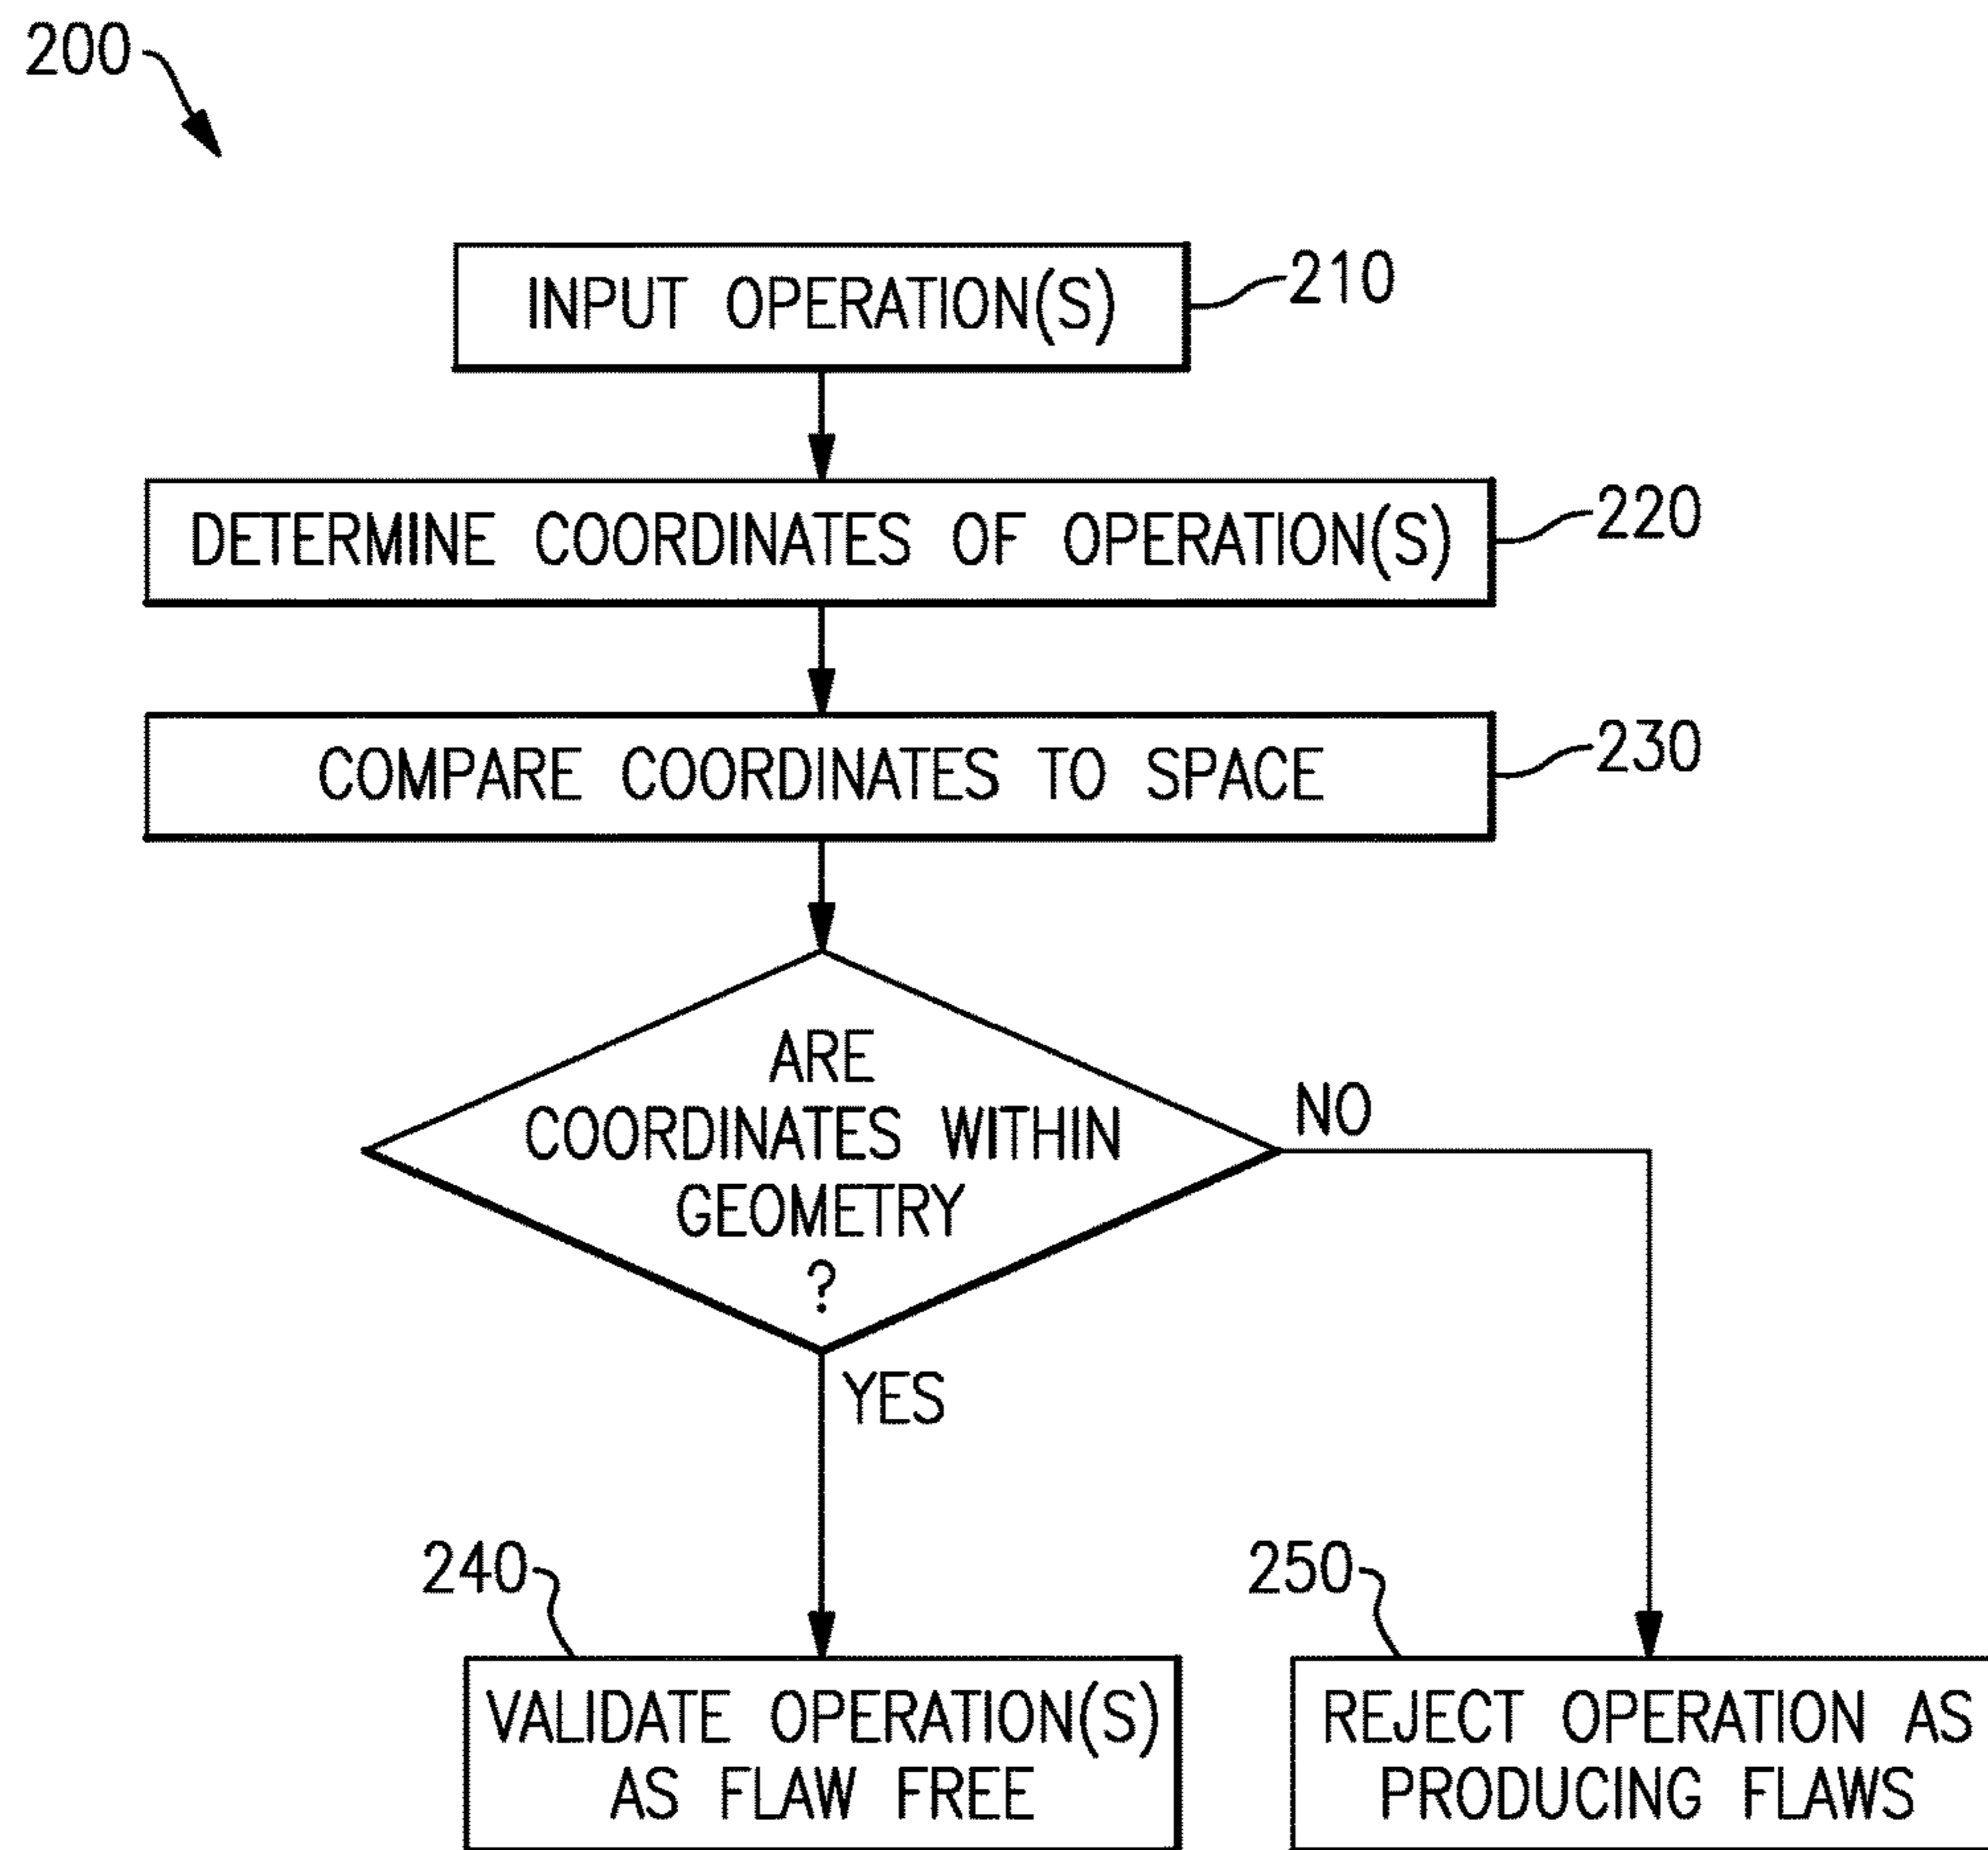 200
INPUT OPERATION(S)
210
DETERMINE COORDINATES OF OPERATION(S)
220
COMPARE COORDINATES TO SPACE
230
ARE
COORDINATES WITHIN
GEOMETRY
?
NO
YES
240
VALIDATE OPERATION(S)
AS FLAW FREE
250
REJECT OPERATION AS
PRODUCING FLAWS